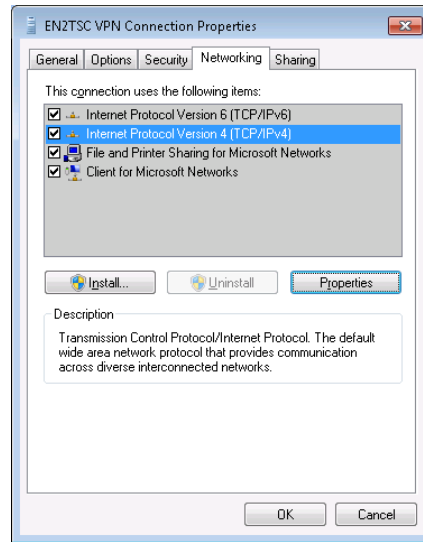 EN2TSC VPN Connection Properties
General Options Security Networking Sharing
This connection uses the following items:
Internet Protocol Version 6 (TCP/IPv6)
Internet Protocol Version 4 (TCP/IPv4)
File and Printer Sharing for Microsoft Networks
Client for Microsoft Networks
Install... Uninstall Properties
Description
Transmission Control Protocol/Internet Protocol. The default
wide area network protocol that provides communication
across diverse interconnected networks.
OK Cancel